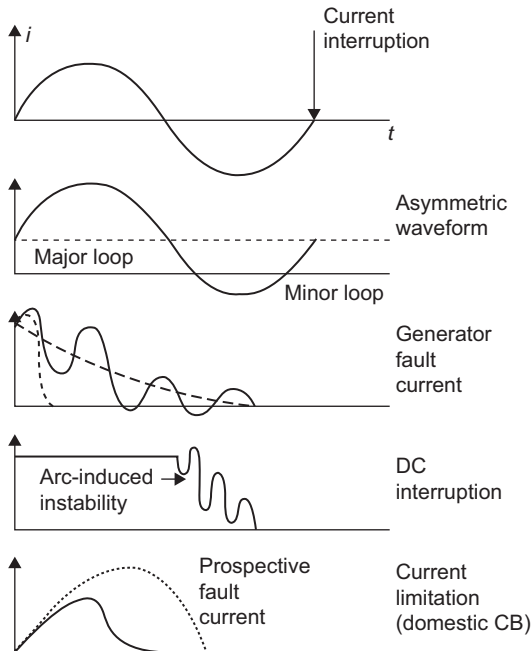 Current
interruption
i
t
Asymmetric
waveform
Major loop
Minor loop
Generator
fault
current
Arc-induced
instability
DC
interruption
Prospective
fault
current
Current
limitation
(domestic CB)